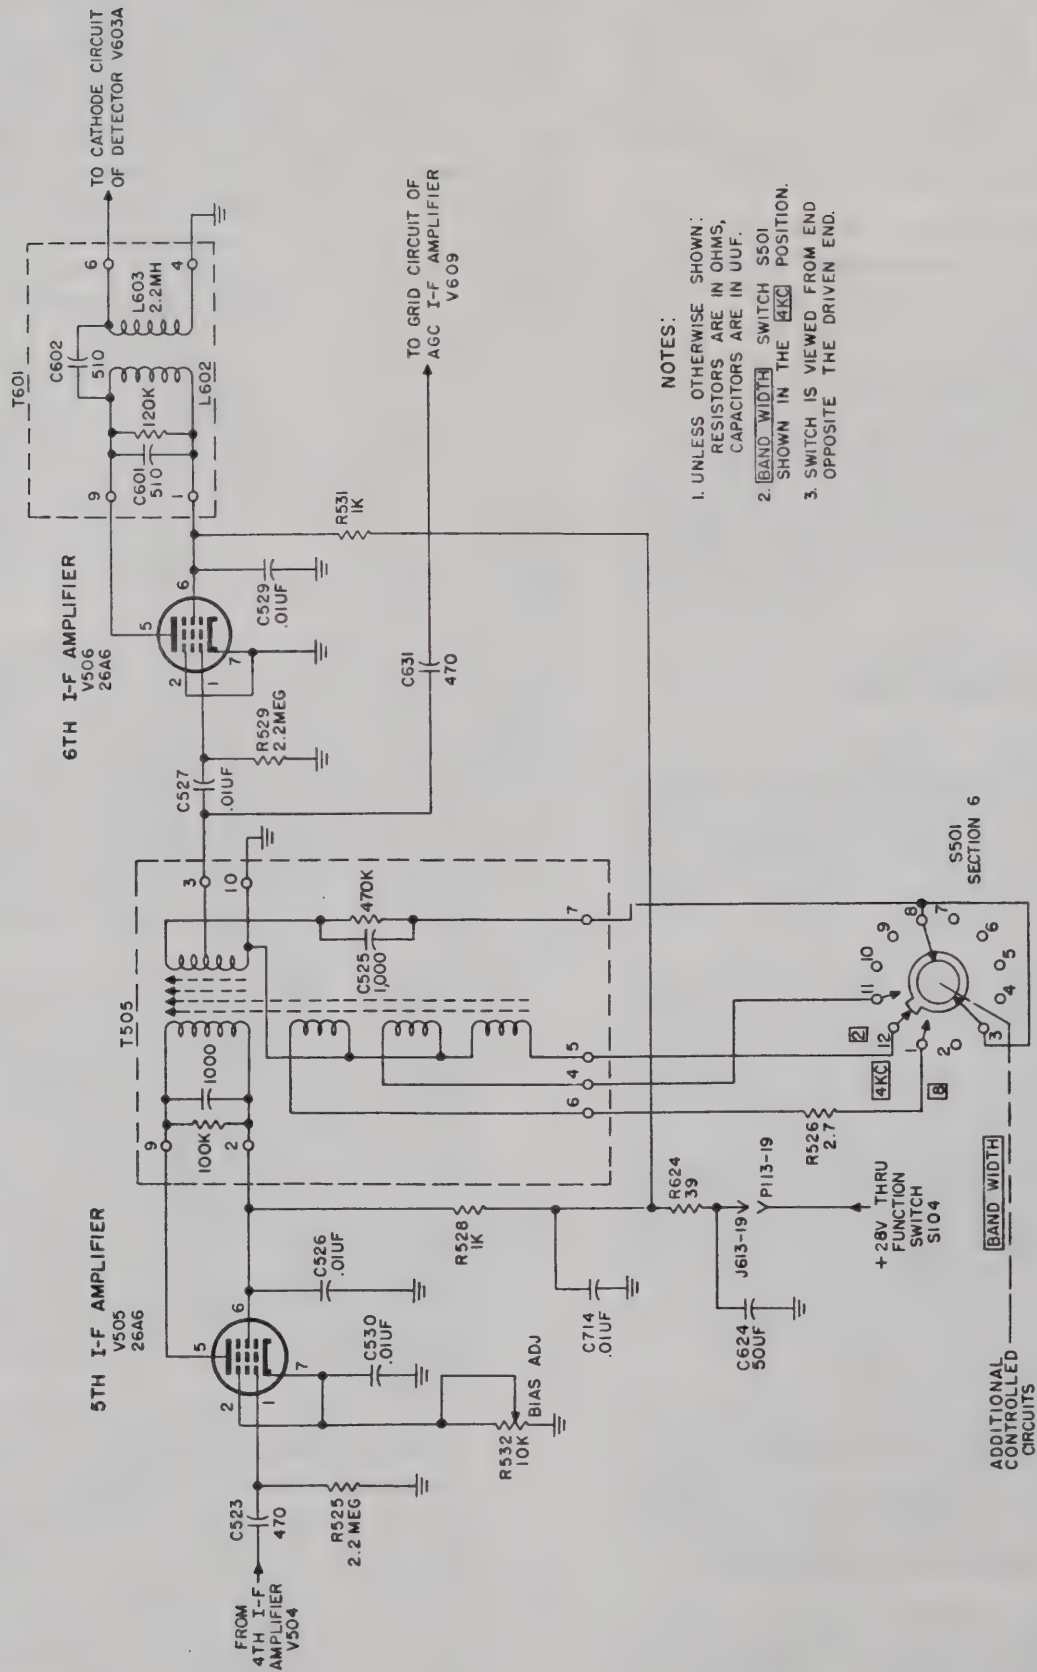 5TH I-F AMPLIFIER
V505
26A6
6TH I-F AMPLIFIER
V506
26A6
T601
C602
510
6
L603
2.2MH
4
L602
120K
C601
510
9
1
TO CATHODE CIRCUIT
OF DETECTOR V603A
FROM
4TH I-F
AMPLIFIER
V504
C523
470
R525
2.2 MEG
5
6
2
1
7
C526
.01UF
C530
.01UF
R532
10K
BIAS ADJ
R528
1K
C714
.01UF
T505
9
2
100K
1000
3
10
470K
C525
1,000
7
6
4
5
C527
.01UF
R529
2.2MEG
5
6
2
1
7
C529
.01UF
R531
1K
C631
470
TO GRID CIRCUIT OF
AGC I-F AMPLIFIER
V609
R624
39
C624
50UF
J613-19
P113-19
+28V THRU
FUNCTION
SWITCH
S104
R526
2.7
S501
SECTION 6
4KC
2
8
1
2
3
4
5
6
7
8
9
10
11
12
BAND WIDTH
ADDITIONAL
CONTROLLED
CIRCUITS
NOTES:
1. UNLESS OTHERWISE SHOWN:
RESISTORS ARE IN OHMS,
CAPACITORS ARE IN UUF.
2. BAND WIDTH SWITCH S501
SHOWN IN THE 4KC POSITION.
3. SWITCH IS VIEWED FROM END
OPPOSITE THE DRIVEN END.